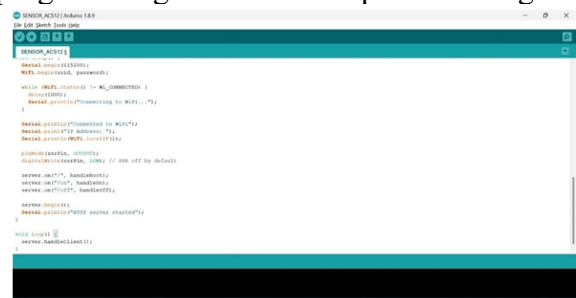 SENSOR_ACS12 | Arduino 1.8.9
File Edit Sketch Tools Help
SENSOR_ACS12 §
Serial.begin(115200);
WiFi.begin(ssid, password);
while (WiFi.status() != WL_CONNECTED) {
delay(1000);
Serial.println("Connecting to WiFi...");
}
Serial.println("Connected to WiFi");
Serial.print("IP Address: ");
Serial.println(WiFi.localIP());
pinMode(ssrPin, OUTPUT);
digitalWrite(ssrPin, LOW); // SSR off by default
server.on("/", handleRoot);
server.on("/on", handleOn);
server.on("/off", handleOff);
server.begin();
Serial.println("HTTP server started");
}
void loop() {
server.handleClient();
}